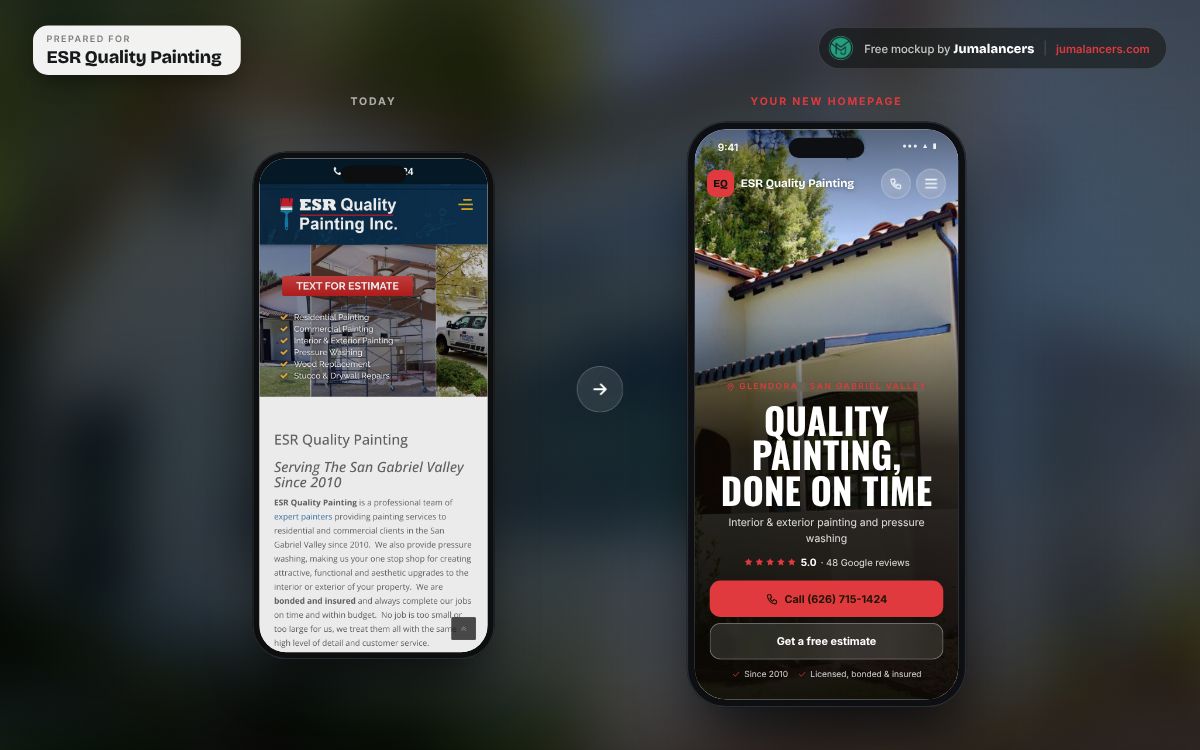 PREPARED FOR
ESR Quality Painting
Free mockup by Jumalancers
jumalancers.com
TODAY
24
ESR Quality
Painting Inc.
TEXT FOR ESTIMATE
Residential Painting
Commercial Painting
Interior & Exterior Painting
Pressure Washing
Wood Replacement
Stucco & Drywall Repairs
ESR Quality Painting
Serving The San Gabriel Valley
Since 2010
ESR Quality Painting is a professional team of
expert painters providing painting services to
residential and commercial clients in the San
Gabriel Valley since 2010. We also provide pressure
washing, making us your one stop shop for creating
attractive, functional and aesthetic upgrades to the
interior or exterior of your property. We are
bonded and insured and always complete our jobs
on time and within budget. No job is too small or
too large for us, we treat them all with the same
high level of detail and customer service.
YOUR NEW HOMEPAGE
9:41
EQ
ESR Quality Painting
GLENDORA · SAN GABRIEL VALLEY
QUALITY
PAINTING,
DONE ON TIME
Interior & exterior painting and pressure
washing
5.0 · 48 Google reviews
Call (626) 715-1424
Get a free estimate
Since 2010
Licensed, bonded & insured